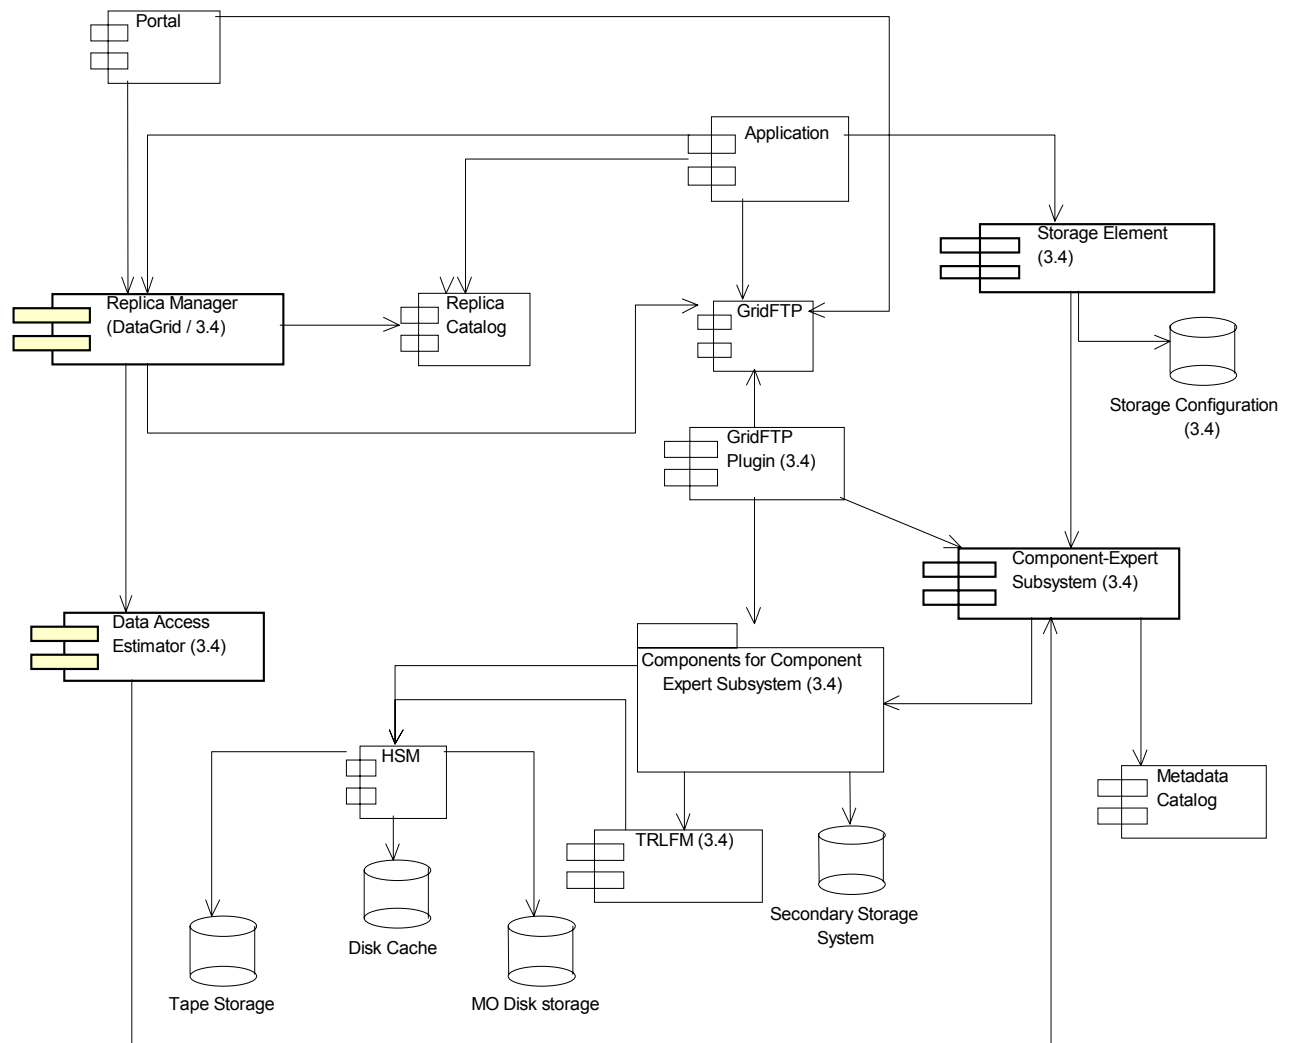 Portal
Application
Storage Element
(3.4)
Replica Manager
(DataGrid / 3.4)
Replica
Catalog
GridFTP
Storage Configuration
(3.4)
GridFTP
Plugin (3.4)
Component-Expert
Subsystem (3.4)
Data Access
Estimator (3.4)
Components for Component
Expert Subsystem (3.4)
HSM
Metadata
Catalog
TRLFM (3.4)
Secondary Storage
System
Disk Cache
Tape Storage
MO Disk storage